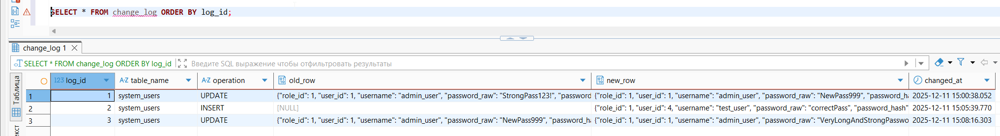 SELECT * FROM change_log ORDER BY log_id;
change_log 1
SELECT * FROM change_log ORDER BY log_id Введите SQL выражение чтобы отфильтровать результаты
Таблица
123 log_id A-Z table_name A-Z operation old_row new_row changed_at
1 1 system_users UPDATE {"role_id": 1, "user_id": 1, "username": "admin_user", "password_raw": "StrongPass123!", "password {"role_id": 1, "user_id": 1, "username": "admin_user", "password_raw": "NewPass999", "password_ha 2025-12-11 15:00:38.052
2 2 system_users INSERT [NULL] {"role_id": 1, "user_id": 4, "username": "test_user", "password_raw": "correctPass", "password_hash" 2025-12-11 15:05:39.770
3 3 system_users UPDATE {"role_id": 1, "user_id": 1, "username": "admin_user", "password_raw": "NewPass999", "password_ha {"role_id": 1, "user_id": 1, "username": "admin_user", "password_raw": "VeryLongAndStrongPasswo 2025-12-11 15:08:16.303